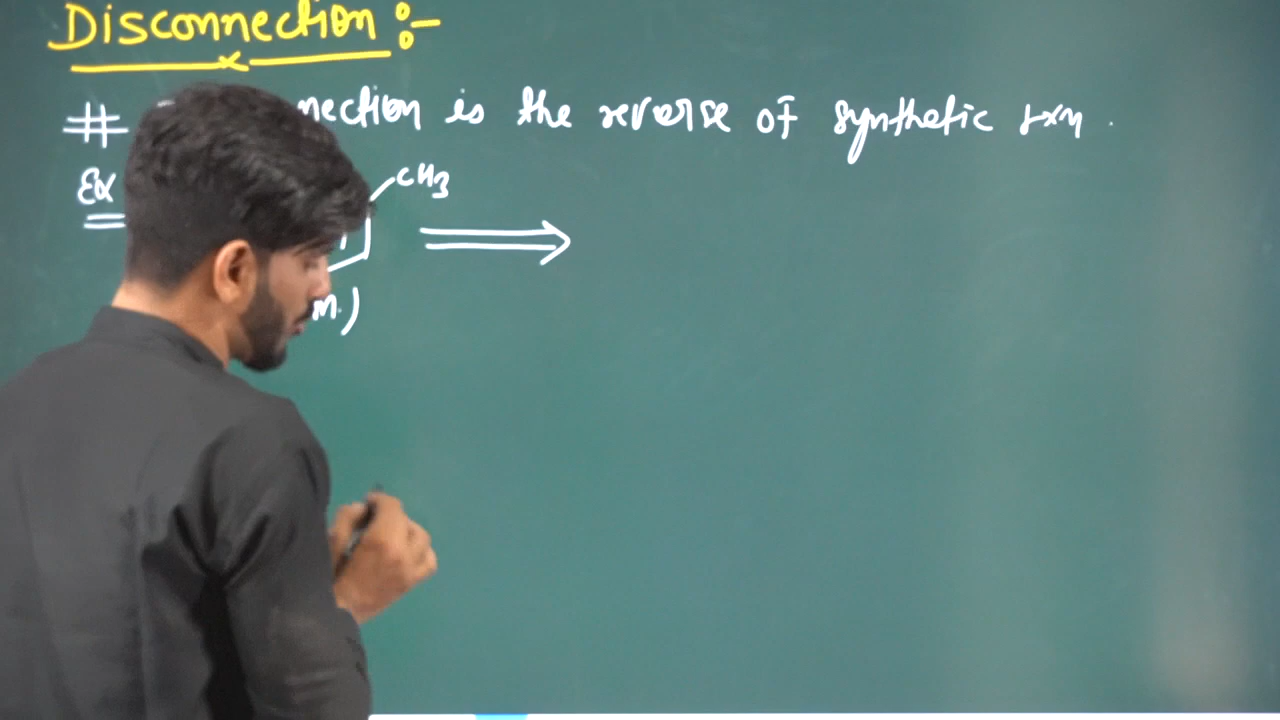 Disconnection :-
# nection is the reverse of synthetic rxn .
Ex CH3
M.)